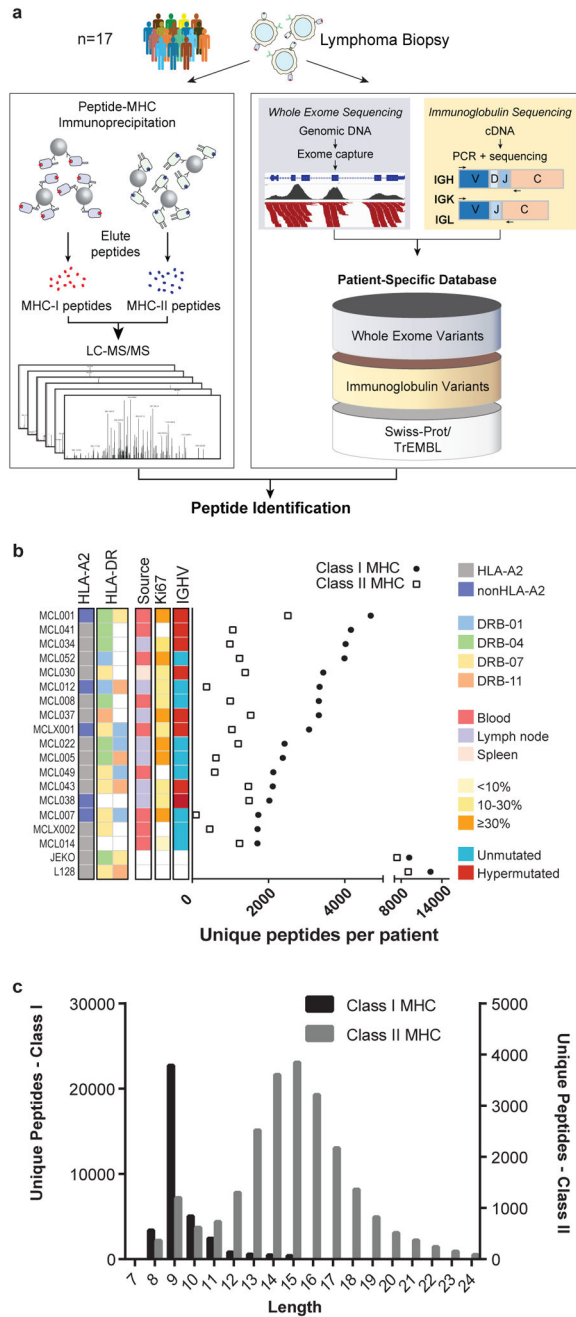 a
n=17
Lymphoma Biopsy
Peptide-MHC
Immunoprecipitation
Elute
peptides
MHC-I peptides
MHC-II peptides
LC-MS/MS
Whole Exome Sequencing
Genomic DNA
Exome capture
Immunoglobulin Sequencing
cDNA
PCR + sequencing
IGH
V
D
J
C
IGK
IGL
V
J
C
Patient-Specific Database
Whole Exome Variants
Immunoglobulin Variants
Swiss-Prot/
TrEMBL
Peptide Identification
b
HLA-A2
HLA-DR
Source
Ki67
IGHV
Class I MHC
Class II MHC
MCL001
MCL041
MCL034
MCL052
MCL030
MCL012
MCL008
MCL037
MCLX001
MCL022
MCL005
MCL049
MCL043
MCL038
MCL007
MCLX002
MCL014
JEKO
L128
0
2000
4000
8000
14000
Unique peptides per patient
HLA-A2
nonHLA-A2
DRB-01
DRB-04
DRB-07
DRB-11
Blood
Lymph node
Spleen
<10%
10-30%
≥30%
Unmutated
Hypermutated
c
Class I MHC
Class II MHC
Unique Peptides - Class I
30000
20000
10000
0
Unique Peptides - Class II
5000
4000
3000
2000
1000
0
7 8 9 10 11 12 13 14 15 16 17 18 19 20 21 22 23 24
Length